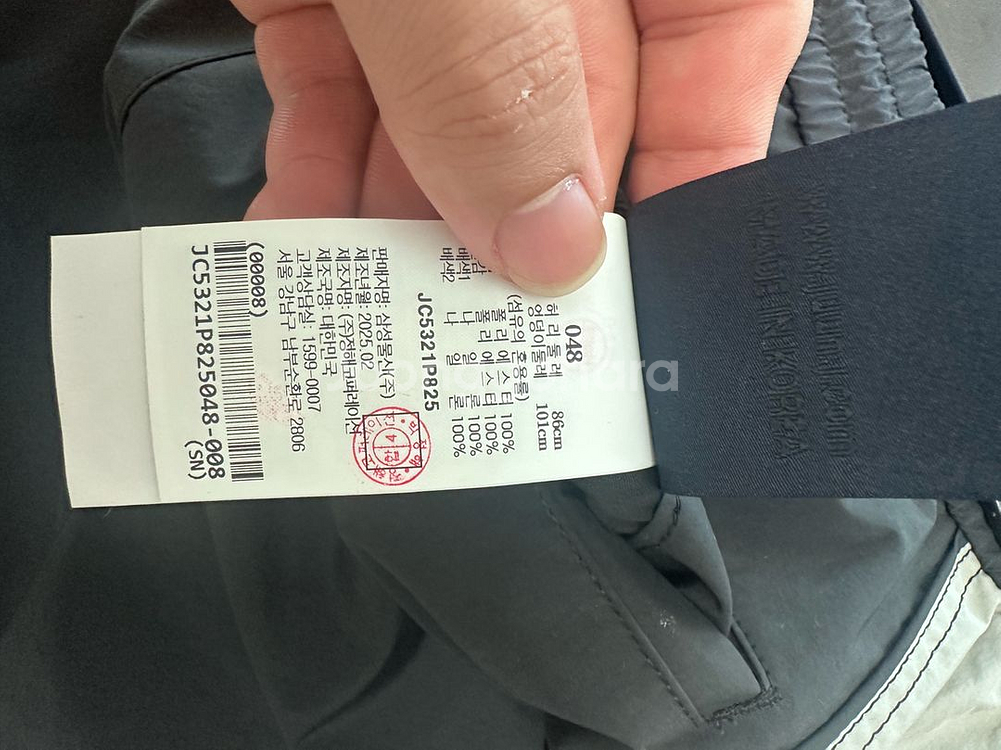 048
허리둘레 86cm
엉덩이둘레 101cm
(섬유의 혼용률)
폴리에스터 100%
폴리에스터 100%
배색1 나일론 100%
배색2 나일론 100%
JC5321P825
판매자명: 삼성물산(주)
제조년월: 2025.02
제조자명: (주)정해코퍼레이션
제조국명: 대한민국
고객상담실: 1599-0007
서울 강남구 남부순환로 2806
(00008)
JC5321P825048-008
(SN)
MADE IN KOREA